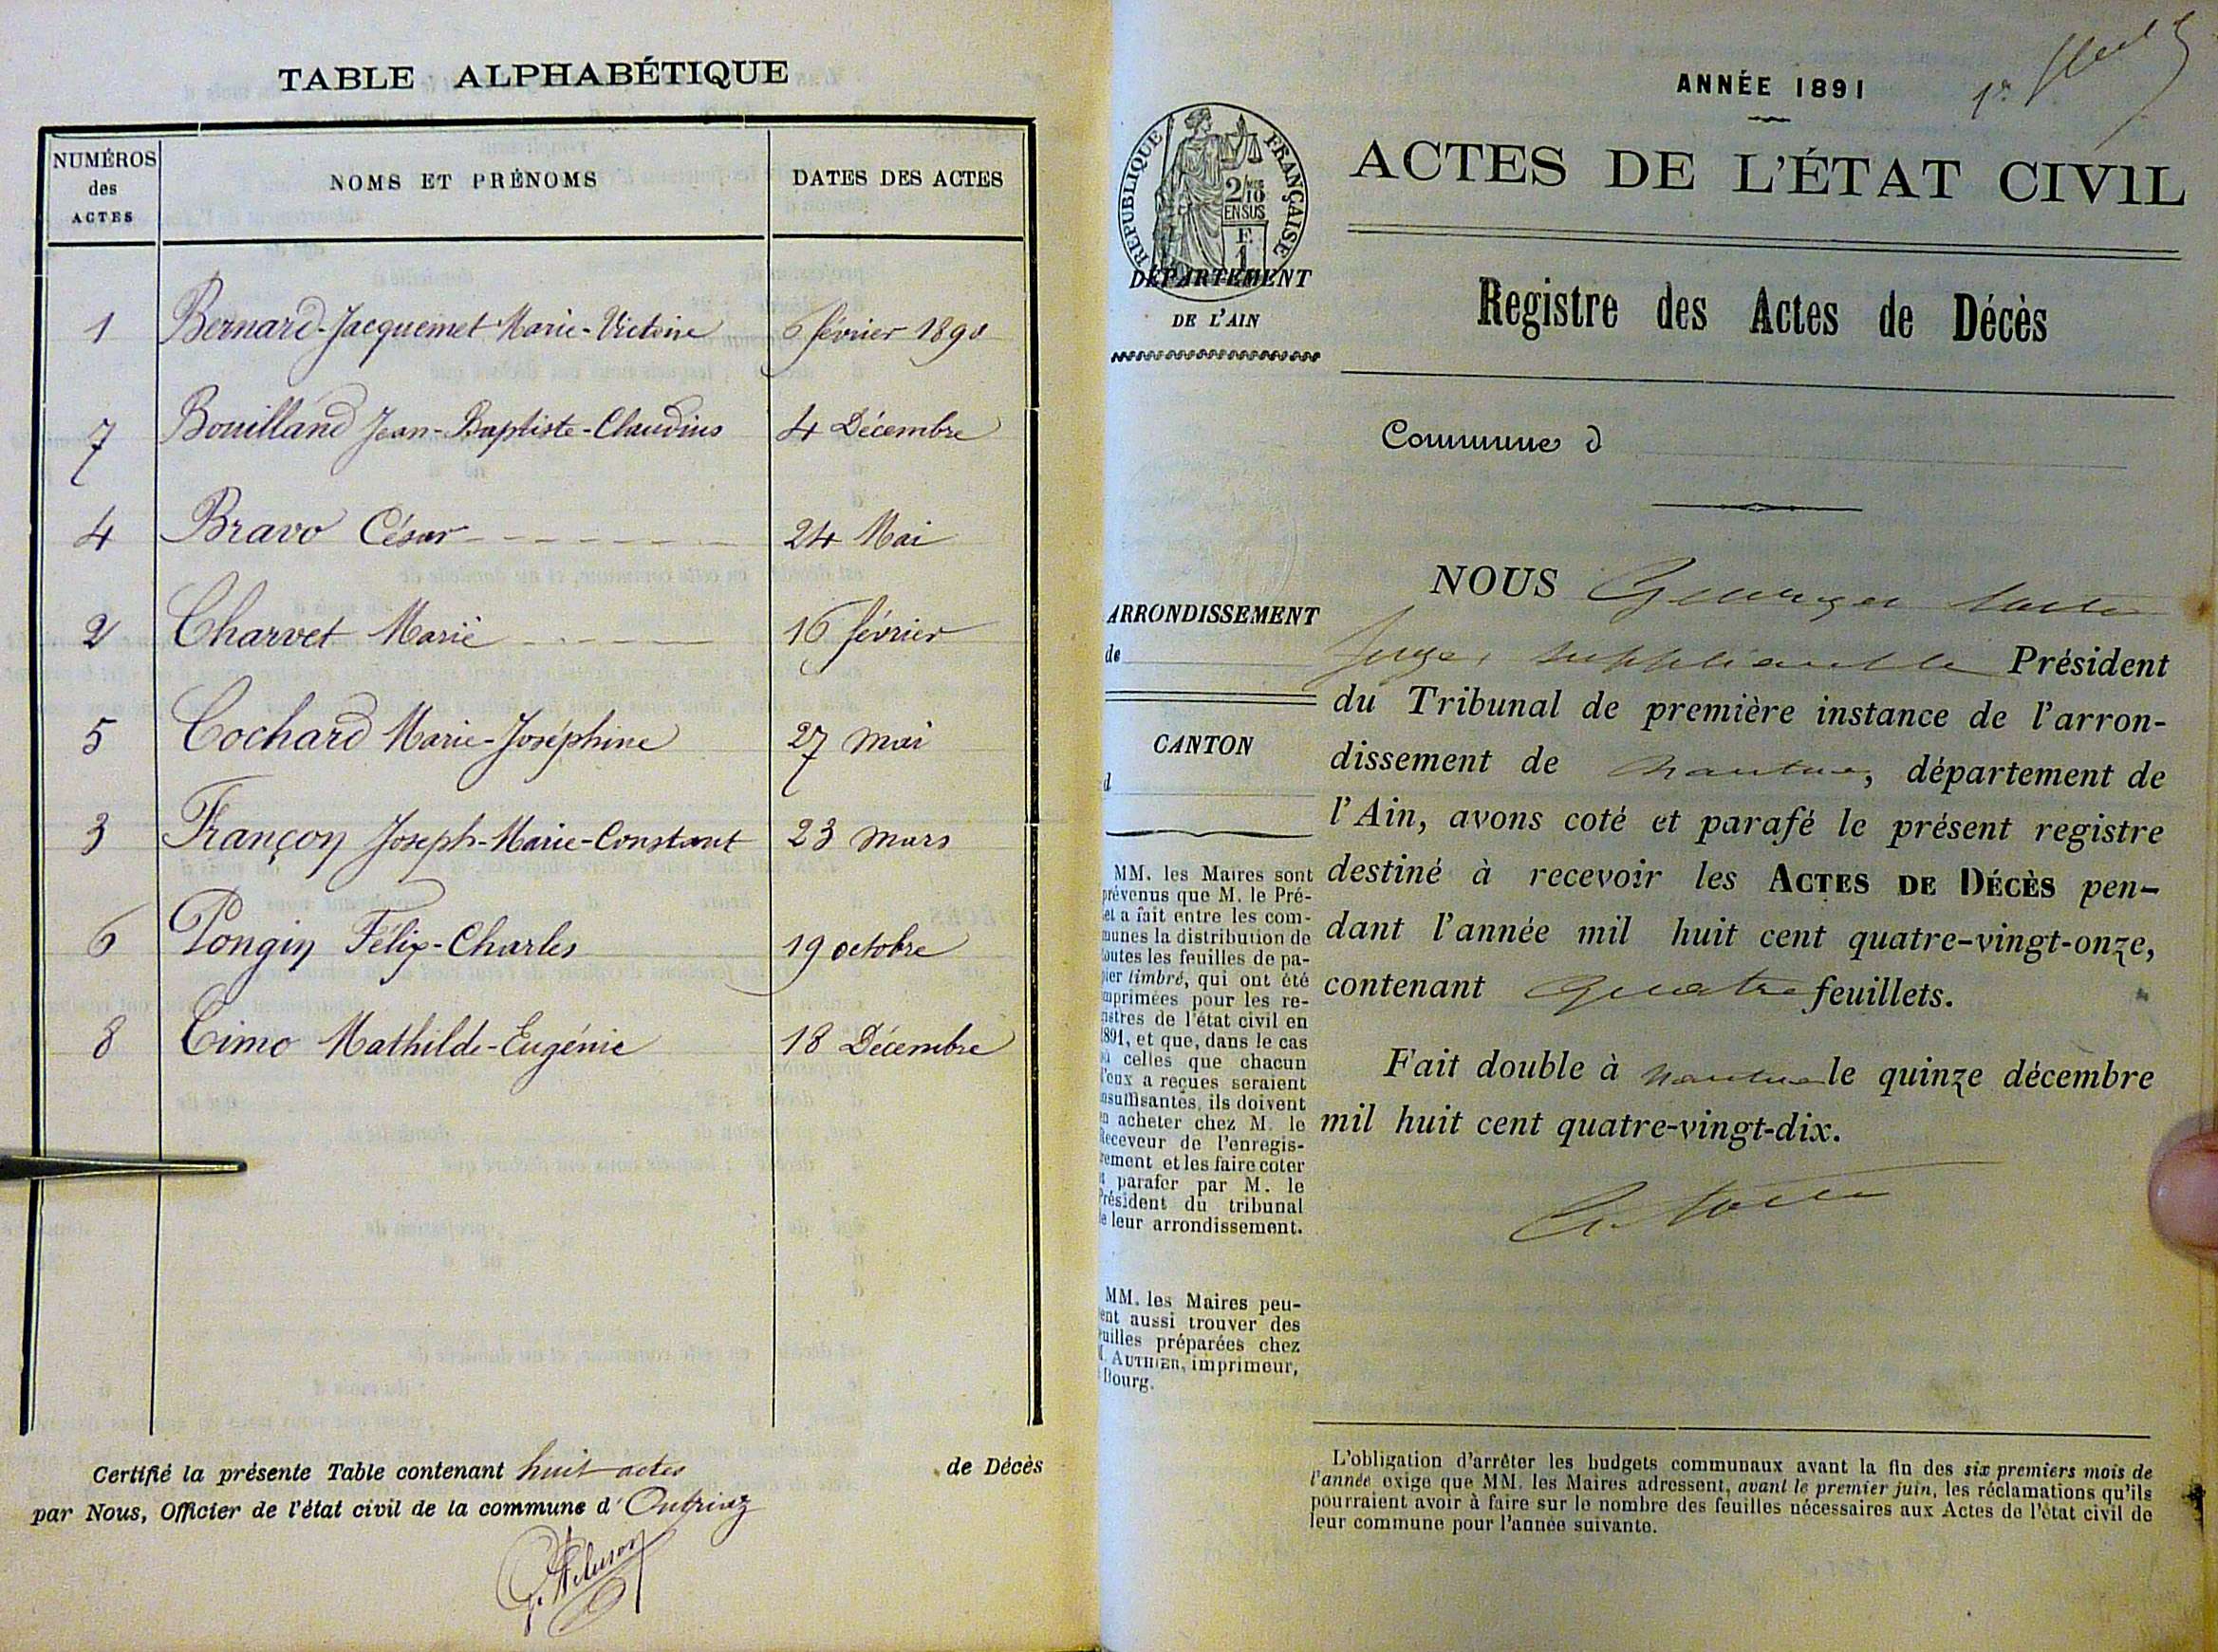 TABLE ALPHABÉTIQUE
NUMÉROS des ACTES
NOMS ET PRÉNOMS
DATES DES ACTES
1 Bernard-Jacquemet Marie-Victoire 6 février 1890
7 Bouilland Jean-Baptiste-Claudius 4 Décembre
4 Bravo César 24 Mai
2 Charvet Marie 16 février
5 Cochard Marie-Joséphine 27 mai
3 Françon Joseph-Marie-Constant 23 mars
6 Pongin Félix-Charles 19 octobre
8 Cimo Mathilde-Eugénie 18 Décembre
Certifié la présente Table contenant huit actes de Décès
par Nous, Officier de l'état civil de la commune d'Outriaz
ANNÉE 1891
1er
ACTES DE L'ÉTAT CIVIL
RÉPUBLIQUE FRANÇAISE
2/10 EN SUS
F. 1
DÉPARTEMENT
DE L'AIN
Registre des Actes de Décès
Commune d
ARRONDISSEMENT
de
CANTON
d
MM. les Maires sont
prévenus que M. le Pré-
et a fait entre les com-
munes la distribution de
toutes les feuilles de pa-
pier timbré, qui ont été
imprimées pour les re-
istres de l'état civil en
1891, et que, dans le cas
où celles que chacun
d'eux a reçues seraient
insuffisantes, ils doivent
en acheter chez M. le
Receveur de l'enregis-
rement et les faire coter
et parafer par M. le
Président du tribunal
de leur arrondissement.
MM. les Maires peu-
ent aussi trouver des
uilles préparées chez
M. AUTHIER, imprimeur,
Bourg.
NOUS
juge suppléant le Président
du Tribunal de première instance de l'arron-
dissement de Nantua, département de
l'Ain, avons coté et parafé le présent registre
destiné à recevoir les ACTES DE DÉCÈS pen-
dant l'année mil huit cent quatre-vingt-onze,
contenant quatre feuillets.
Fait double à Nantua le quinze décembre
mil huit cent quatre-vingt-dix.
L'obligation d'arrêter les budgets communaux avant la fin des six premiers mois de
l'année exige que MM. les Maires adressent, avant le premier juin, les réclamations qu'ils
pourraient avoir à faire sur le nombre des feuilles nécessaires aux Actes de l'état civil de
leur commune pour l'année suivante.